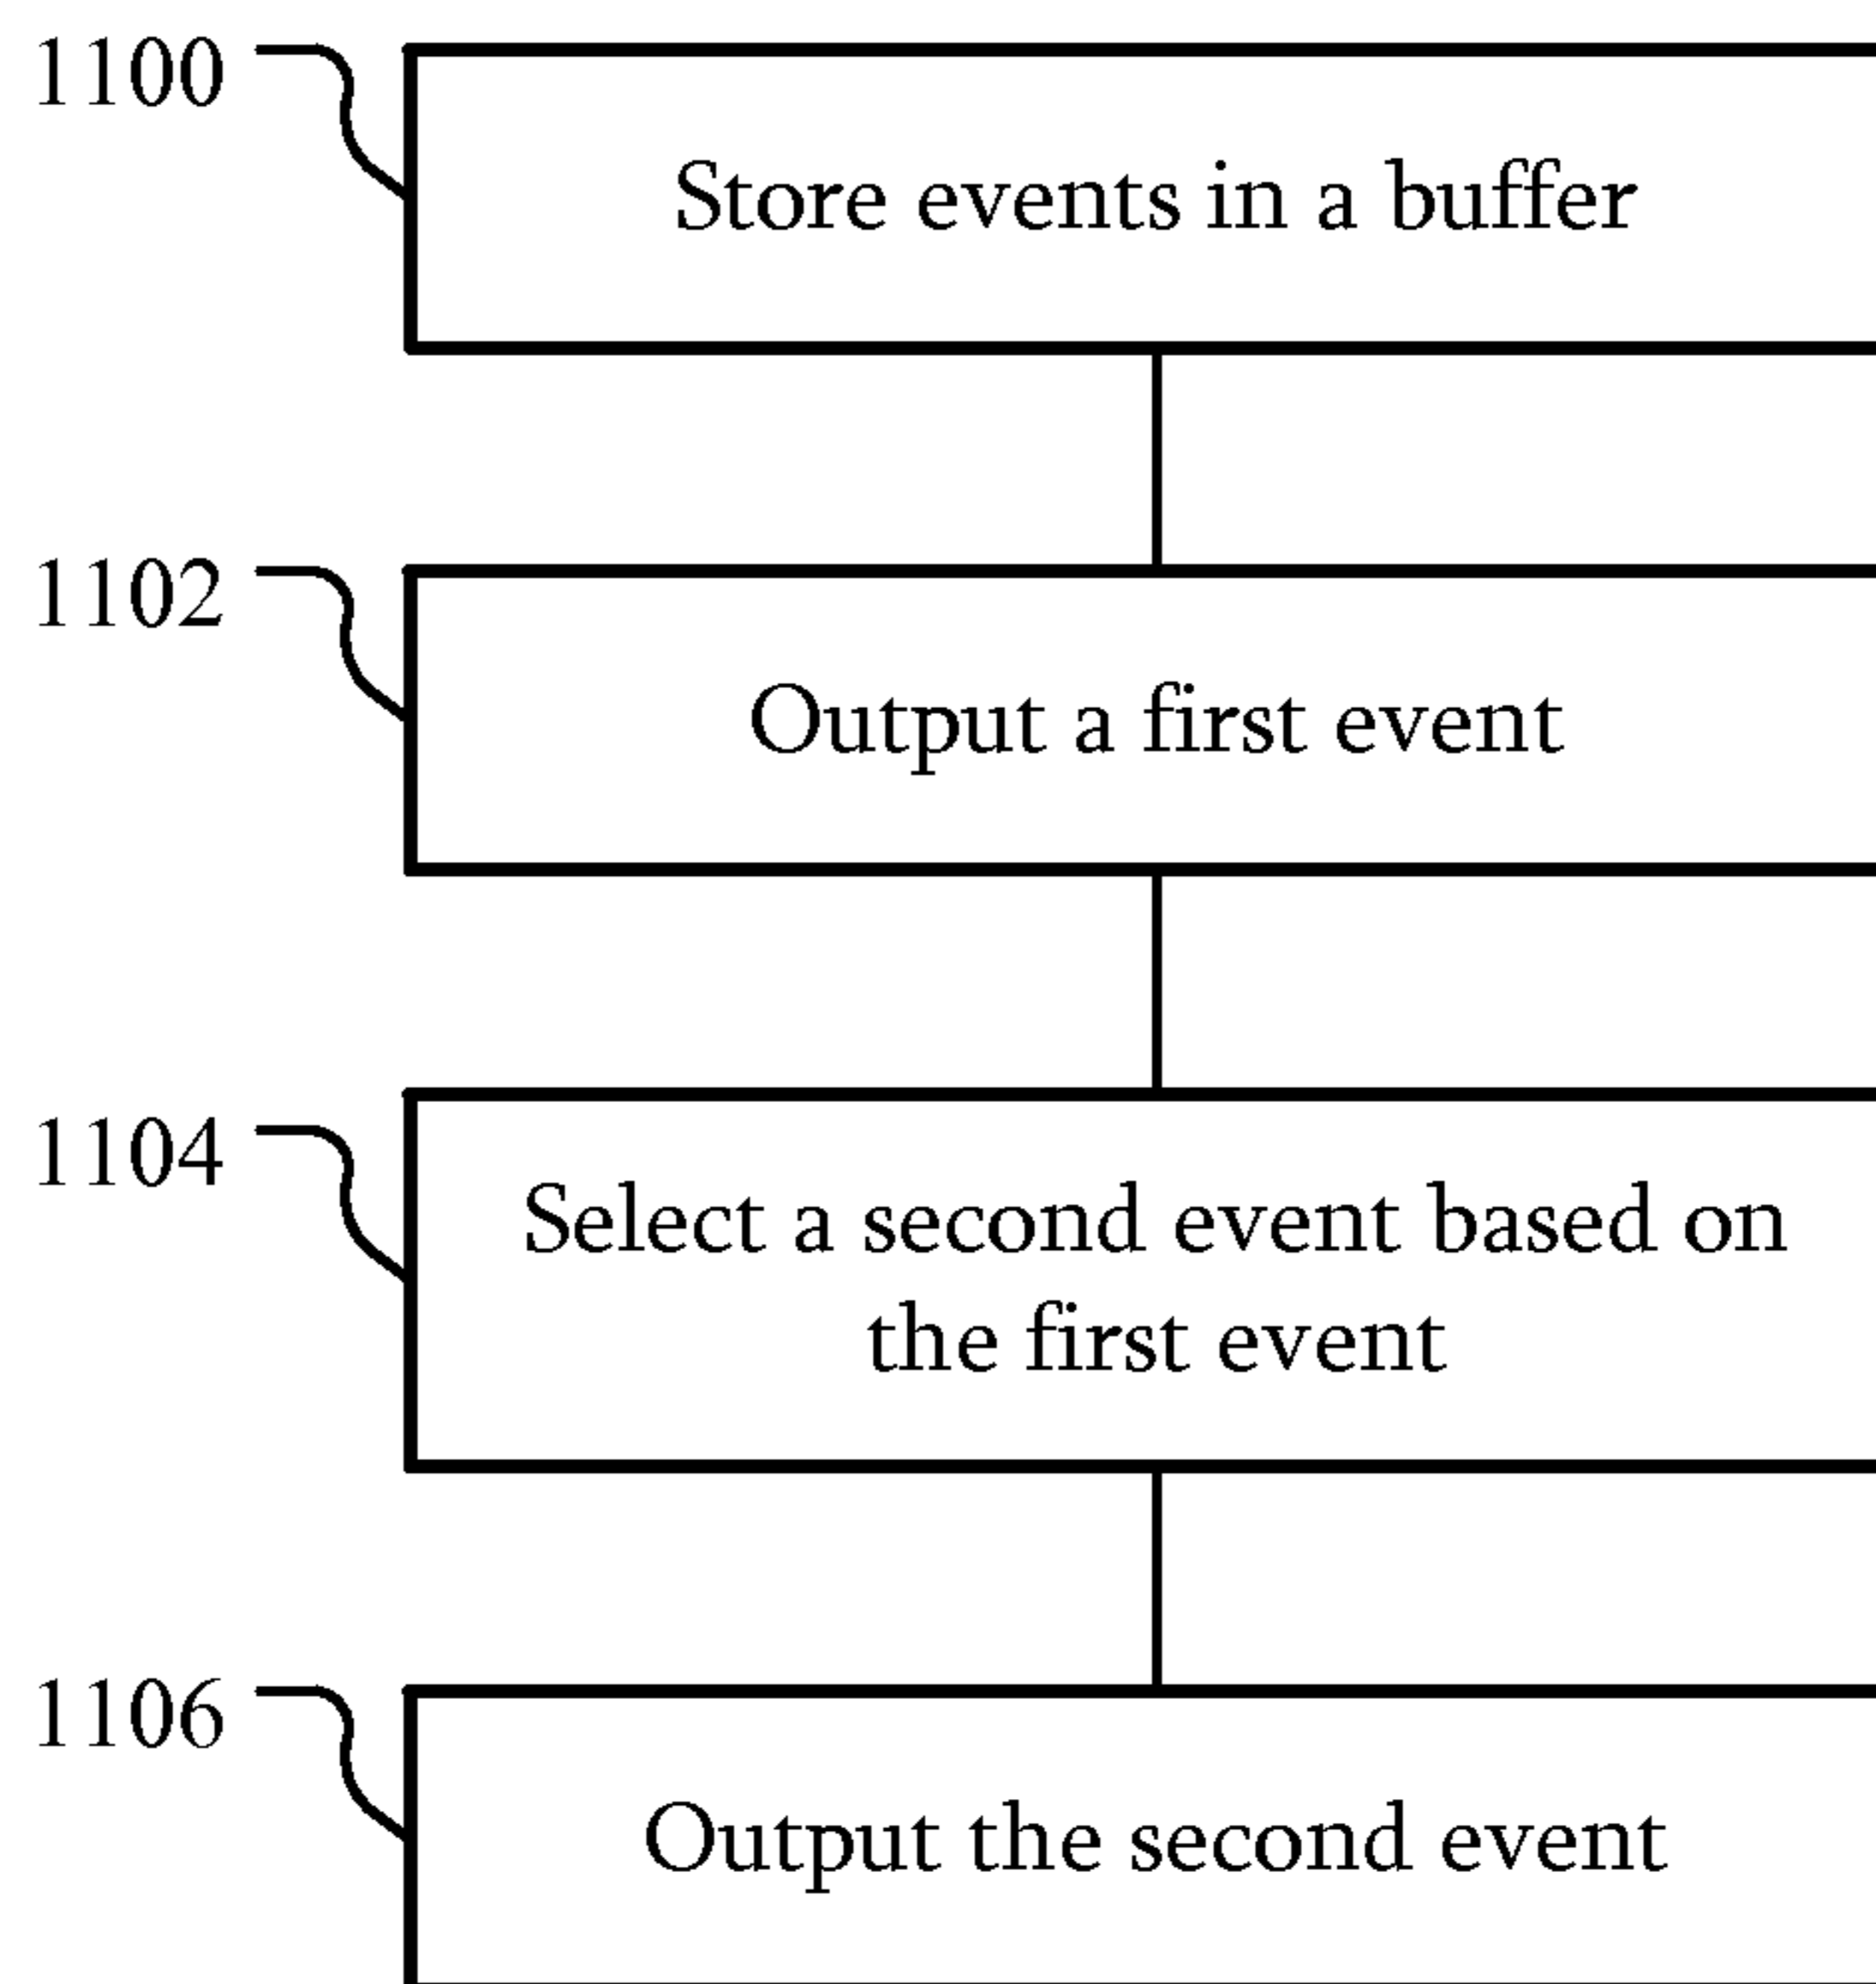 1100
Store events in a buffer
1102
Output a first event
1104
Select a second event based on
the first event
1106
Output the second event